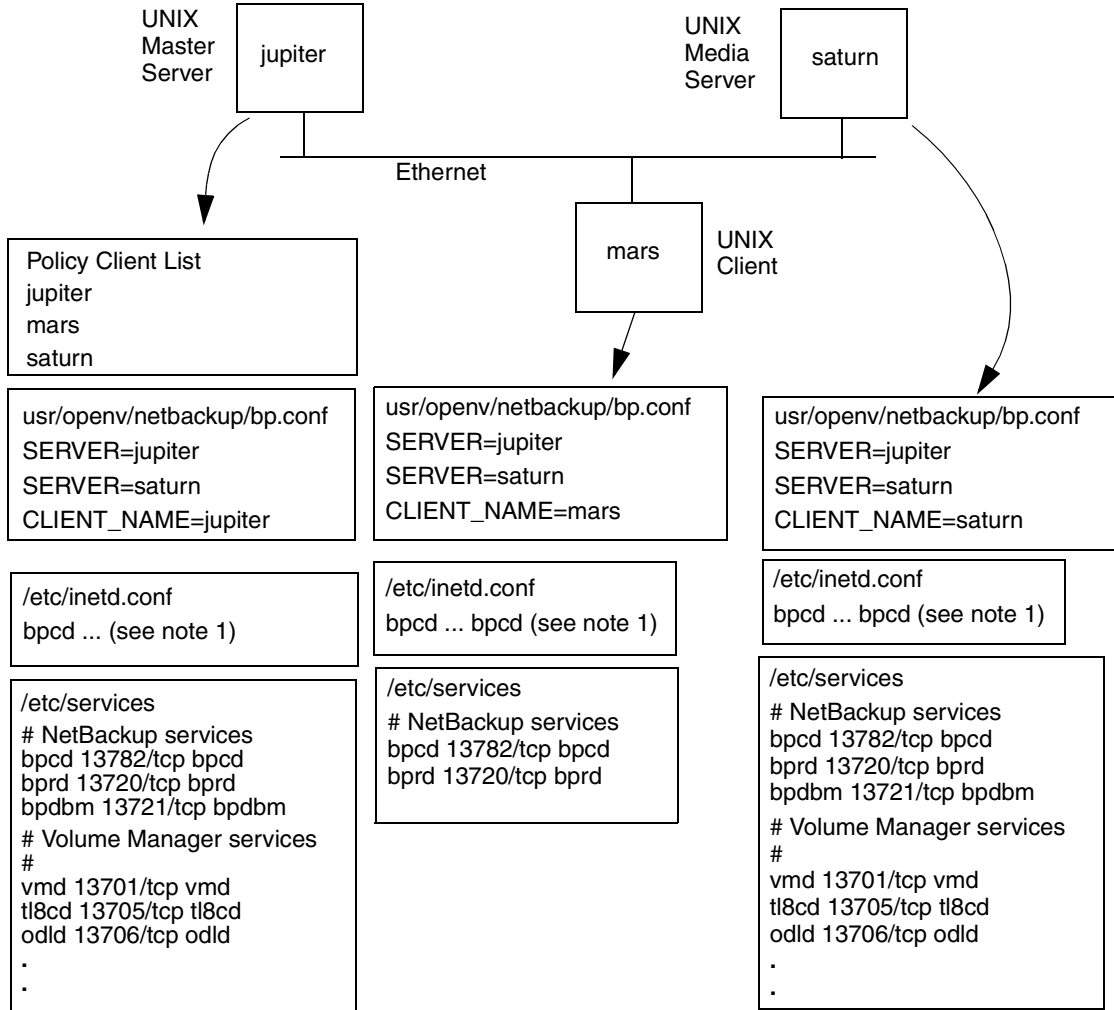 UNIX
Master
Server
jupiter
UNIX
Media
Server
saturn
Ethernet
mars
UNIX
Client
Policy Client List
jupiter
mars
saturn
usr/openv/netbackup/bp.conf
SERVER=jupiter
SERVER=saturn
CLIENT_NAME=jupiter
/etc/inetd.conf
bpcd ... (see note 1)
/etc/services
# NetBackup services
bpcd 13782/tcp bpcd
bprd 13720/tcp bprd
bpdbm 13721/tcp bpdbm
# Volume Manager services
#
vmd 13701/tcp vmd
tl8cd 13705/tcp tl8cd
odld 13706/tcp odld
.
.
usr/openv/netbackup/bp.conf
SERVER=jupiter
SERVER=saturn
CLIENT_NAME=mars
/etc/inetd.conf
bpcd ... bpcd (see note 1)
/etc/services
# NetBackup services
bpcd 13782/tcp bpcd
bprd 13720/tcp bprd
usr/openv/netbackup/bp.conf
SERVER=jupiter
SERVER=saturn
CLIENT_NAME=saturn
/etc/inetd.conf
bpcd ... bpcd (see note 1)
/etc/services
# NetBackup services
bpcd 13782/tcp bpcd
bprd 13720/tcp bprd
bpdbm 13721/tcp bpdbm
# Volume Manager services
#
vmd 13701/tcp vmd
tl8cd 13705/tcp tl8cd
odld 13706/tcp odld
.
.